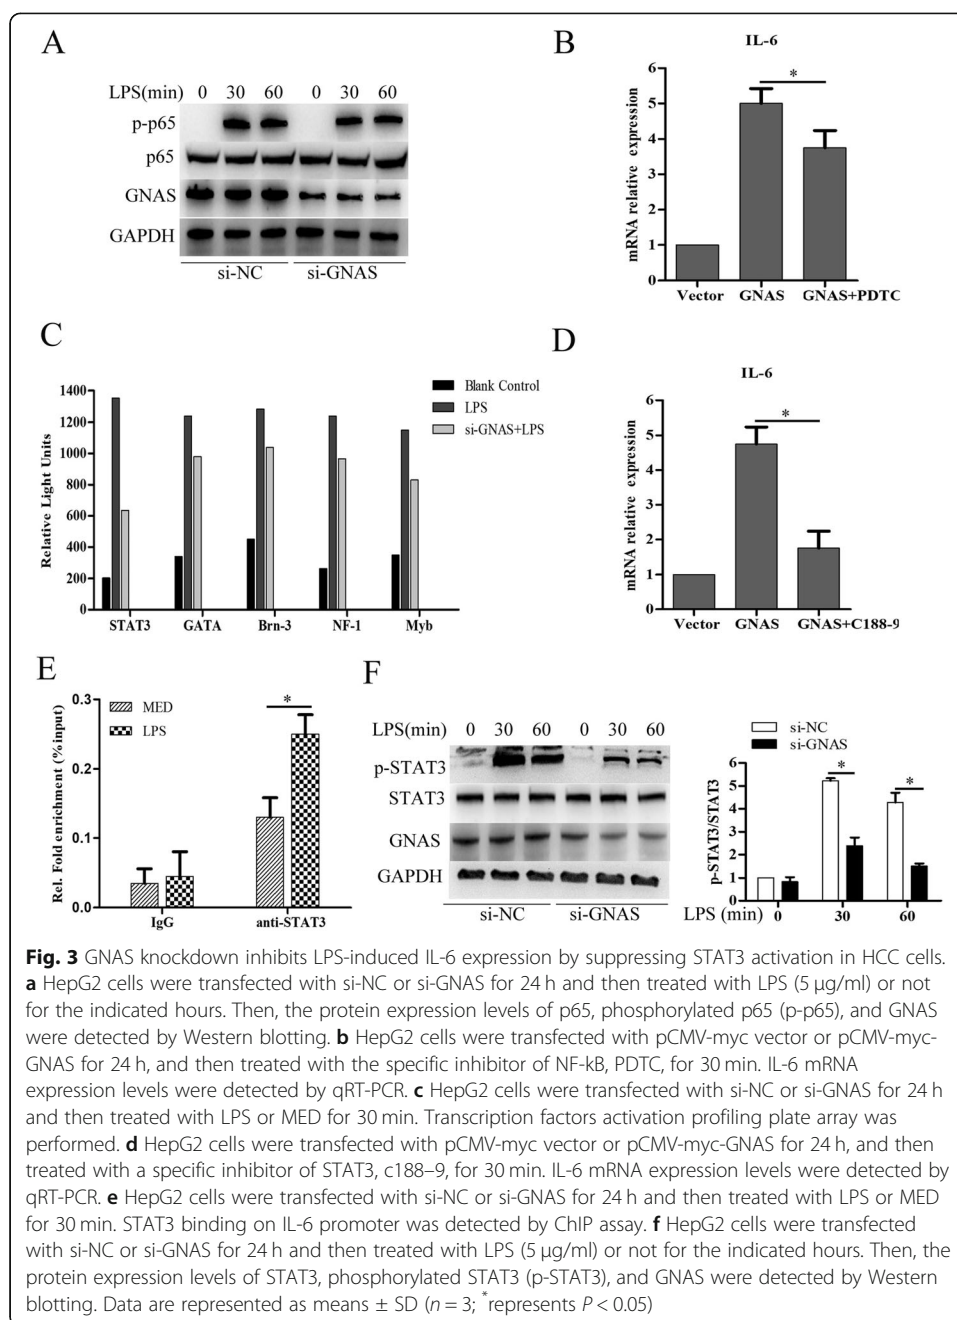 A
LPS(min) 0 30 60 0 30 60
p-p65
p65
GNAS
GAPDH
si-NC si-GNAS
B
IL-6
mRNA relative expression
6
5
4
3
2
1
0
*
Vector GNAS GNAS+PDTC
C
Relative Light Units
1400
1200
1000
800
600
400
200
0
STAT3 GATA Brn-3 NF-1 Myb
Blank Control
LPS
si-GNAS+LPS
D
IL-6
mRNA relative expression
6
4
2
0
*
Vector GNAS GNAS+C188-9
E
Rel. Fold enrichment (%input)
0.3
0.2
0.1
0.0
MED
LPS
*
IgG anti-STAT3
F
LPS(min) 0 30 60 0 30 60
p-STAT3
STAT3
GNAS
GAPDH
si-NC si-GNAS
si-NC
si-GNAS
p-STAT3/STAT3
6
5
4
3
2
1
0
* *
LPS (min) 0 30 60
Fig. 3 GNAS knockdown inhibits LPS-induced IL-6 expression by suppressing STAT3 activation in HCC cells.
a HepG2 cells were transfected with si-NC or si-GNAS for 24 h and then treated with LPS (5 μg/ml) or not
for the indicated hours. Then, the protein expression levels of p65, phosphorylated p65 (p-p65), and GNAS
were detected by Western blotting. b HepG2 cells were transfected with pCMV-myc vector or pCMV-myc-
GNAS for 24 h, and then treated with the specific inhibitor of NF-kB, PDTC, for 30 min. IL-6 mRNA
expression levels were detected by qRT-PCR. c HepG2 cells were transfected with si-NC or si-GNAS for 24 h
and then treated with LPS or MED for 30 min. Transcription factors activation profiling plate array was
performed. d HepG2 cells were transfected with pCMV-myc vector or pCMV-myc-GNAS for 24 h, and then
treated with a specific inhibitor of STAT3, c188–9, for 30 min. IL-6 mRNA expression levels were detected by
qRT-PCR. e HepG2 cells were transfected with si-NC or si-GNAS for 24 h and then treated with LPS or MED
for 30 min. STAT3 binding on IL-6 promoter was detected by ChIP assay. f HepG2 cells were transfected
with si-NC or si-GNAS for 24 h and then treated with LPS (5 μg/ml) or not for the indicated hours. Then, the
protein expression levels of STAT3, phosphorylated STAT3 (p-STAT3), and GNAS were detected by Western
blotting. Data are represented as means ± SD (n = 3; *represents P < 0.05)